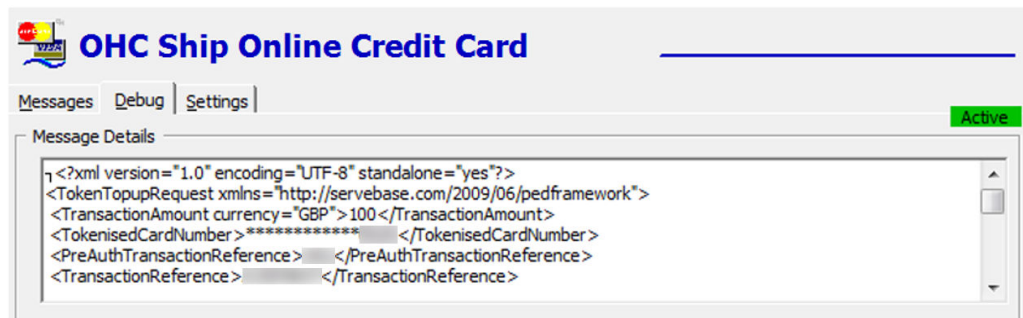 OHC Ship Online Credit Card
Messages Debug Settings
Active
Message Details
<?xml version="1.0" encoding="UTF-8" standalone="yes"?>
<TokenTopupRequest xmlns="http://servebase.com/2009/06/pedframework">
<TransactionAmount currency="GBP">100</TransactionAmount>
<TokenisedCardNumber>************ </TokenisedCardNumber>
<PreAuthTransactionReference> </PreAuthTransactionReference>
<TransactionReference> </TransactionReference>